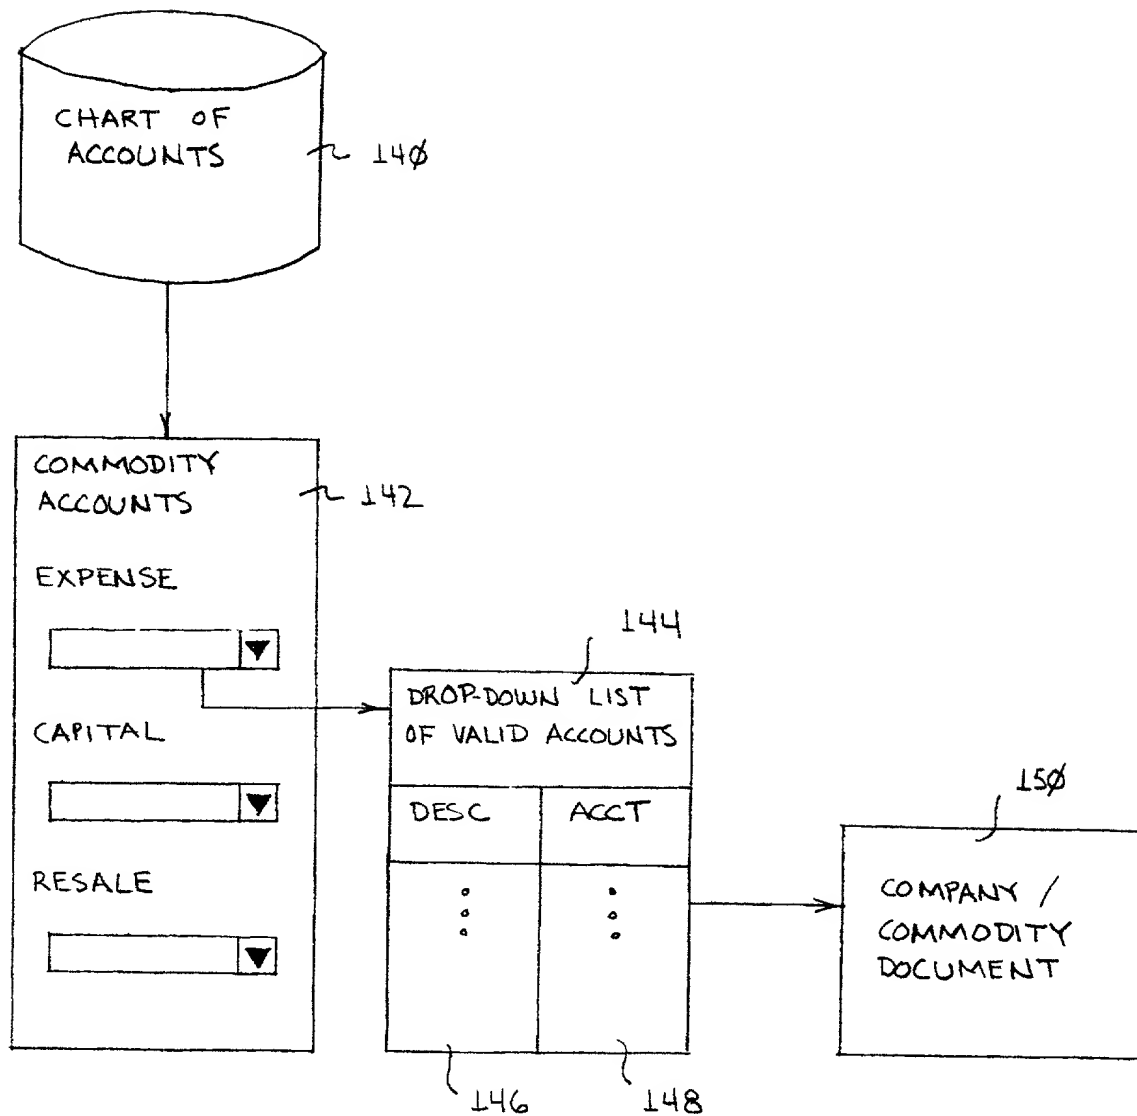 CHART OF
ACCOUNTS
140
COMMODITY
ACCOUNTS
142
EXPENSE
144
DROP-DOWN LIST
OF VALID ACCOUNTS
CAPITAL
150
DESC ACCT
RESALE
COMPANY /
COMMODITY
DOCUMENT
146 148